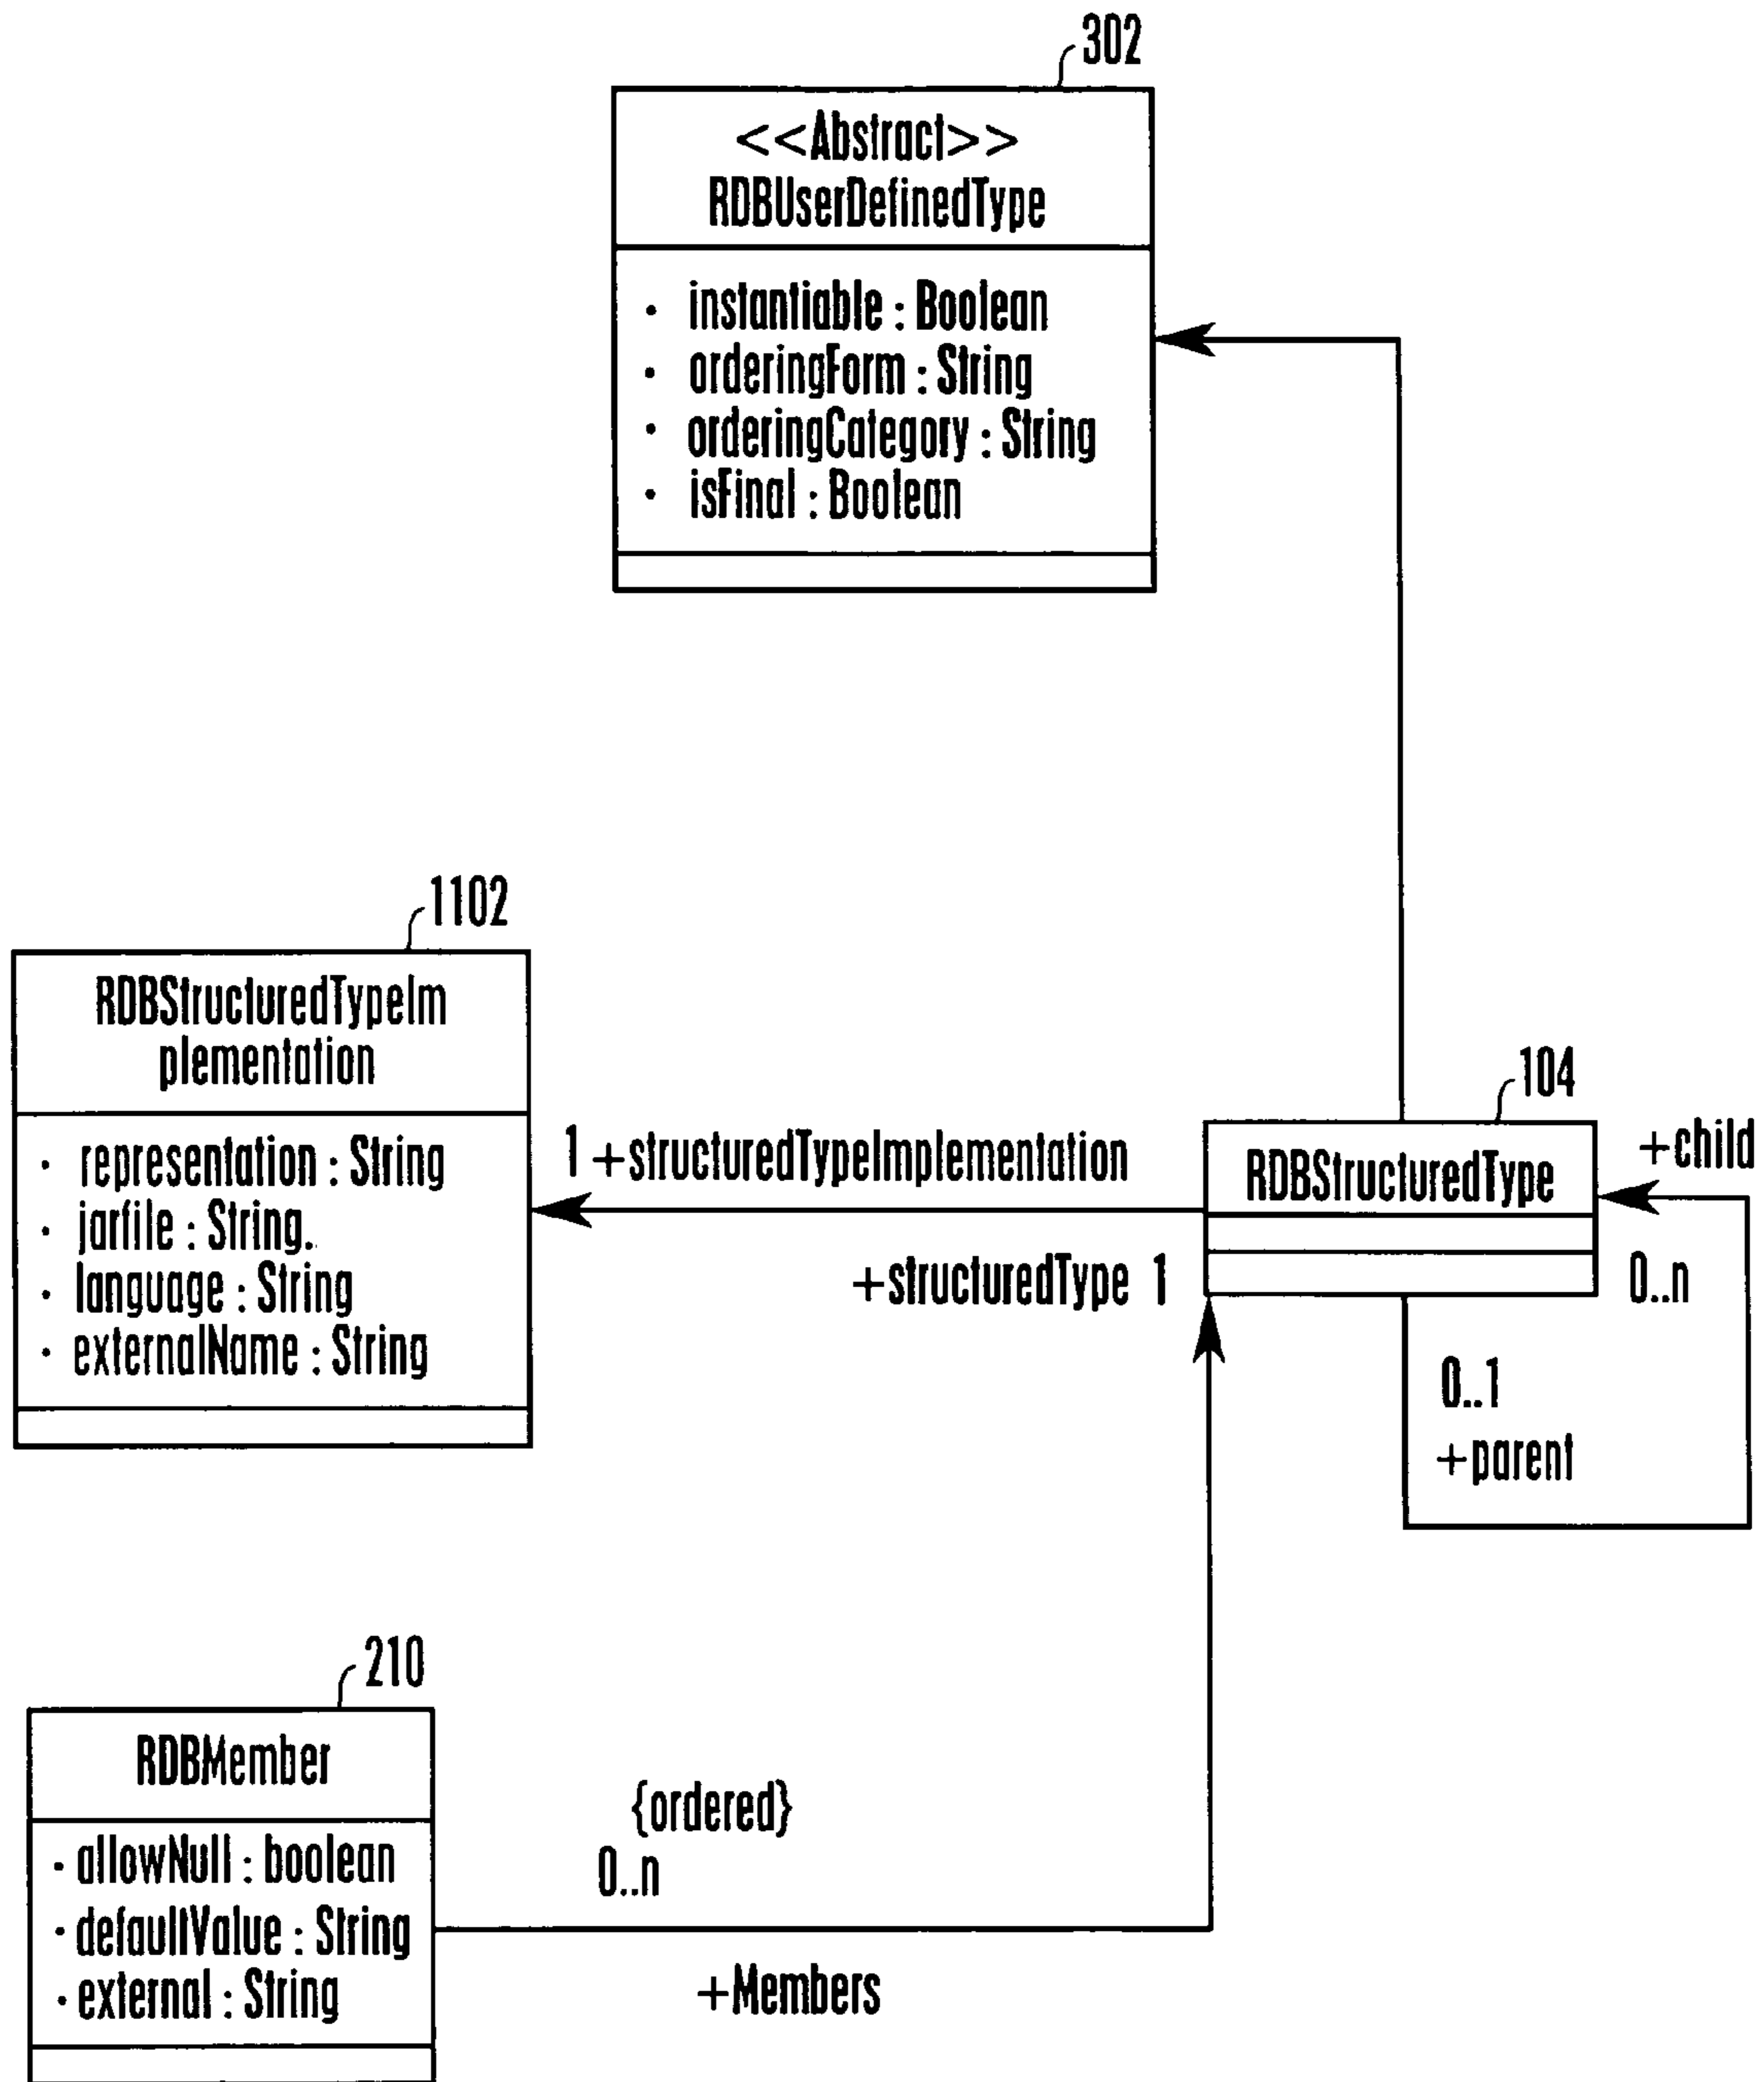 302
<<Abstract>>
RDBUserDefinedType
· instantiable : Boolean
· orderingForm : String
· orderingCategory : String
· isFinal : Boolean
1102
RDBStructuredTypeIm
plementation
· representation : String
· jarfile : String.
· language : String
· externalName : String
104
RDBStructuredType
1 +structuredTypeImplementation
+structuredType 1
+child
0..n
0..1
+parent
210
RDBMember
· allowNull : boolean
· defaultValue : String
· external : String
{ordered}
0..n
+Members